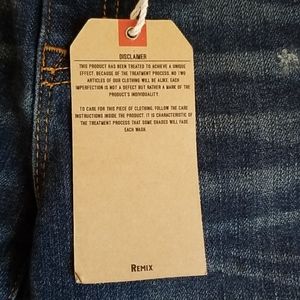 DISCLAIMER
THIS PRODUCT HAS BEEN TREATED TO ACHIEVE A UNIQUE
EFFECT. BECAUSE OF THE TREATMENT PROCESS, NO TWO
ARTICLES OF OUR CLOTHING WILL BE ALIKE. EACH
IMPERFECTION IS NOT A DEFECT BUT RATHER A MARK OF THE
PRODUCT'S INDIVIDUALITY.
TO CARE FOR THIS PIECE OF CLOTHING, FOLLOW THE CARE
INSTRUCTIONS INSIDE THE PRODUCT. IT IS CHARACTERISTIC OF
THE TREATMENT PROCESS THAT SOME SHADES WILL FADE
EACH WASH.
REMIX